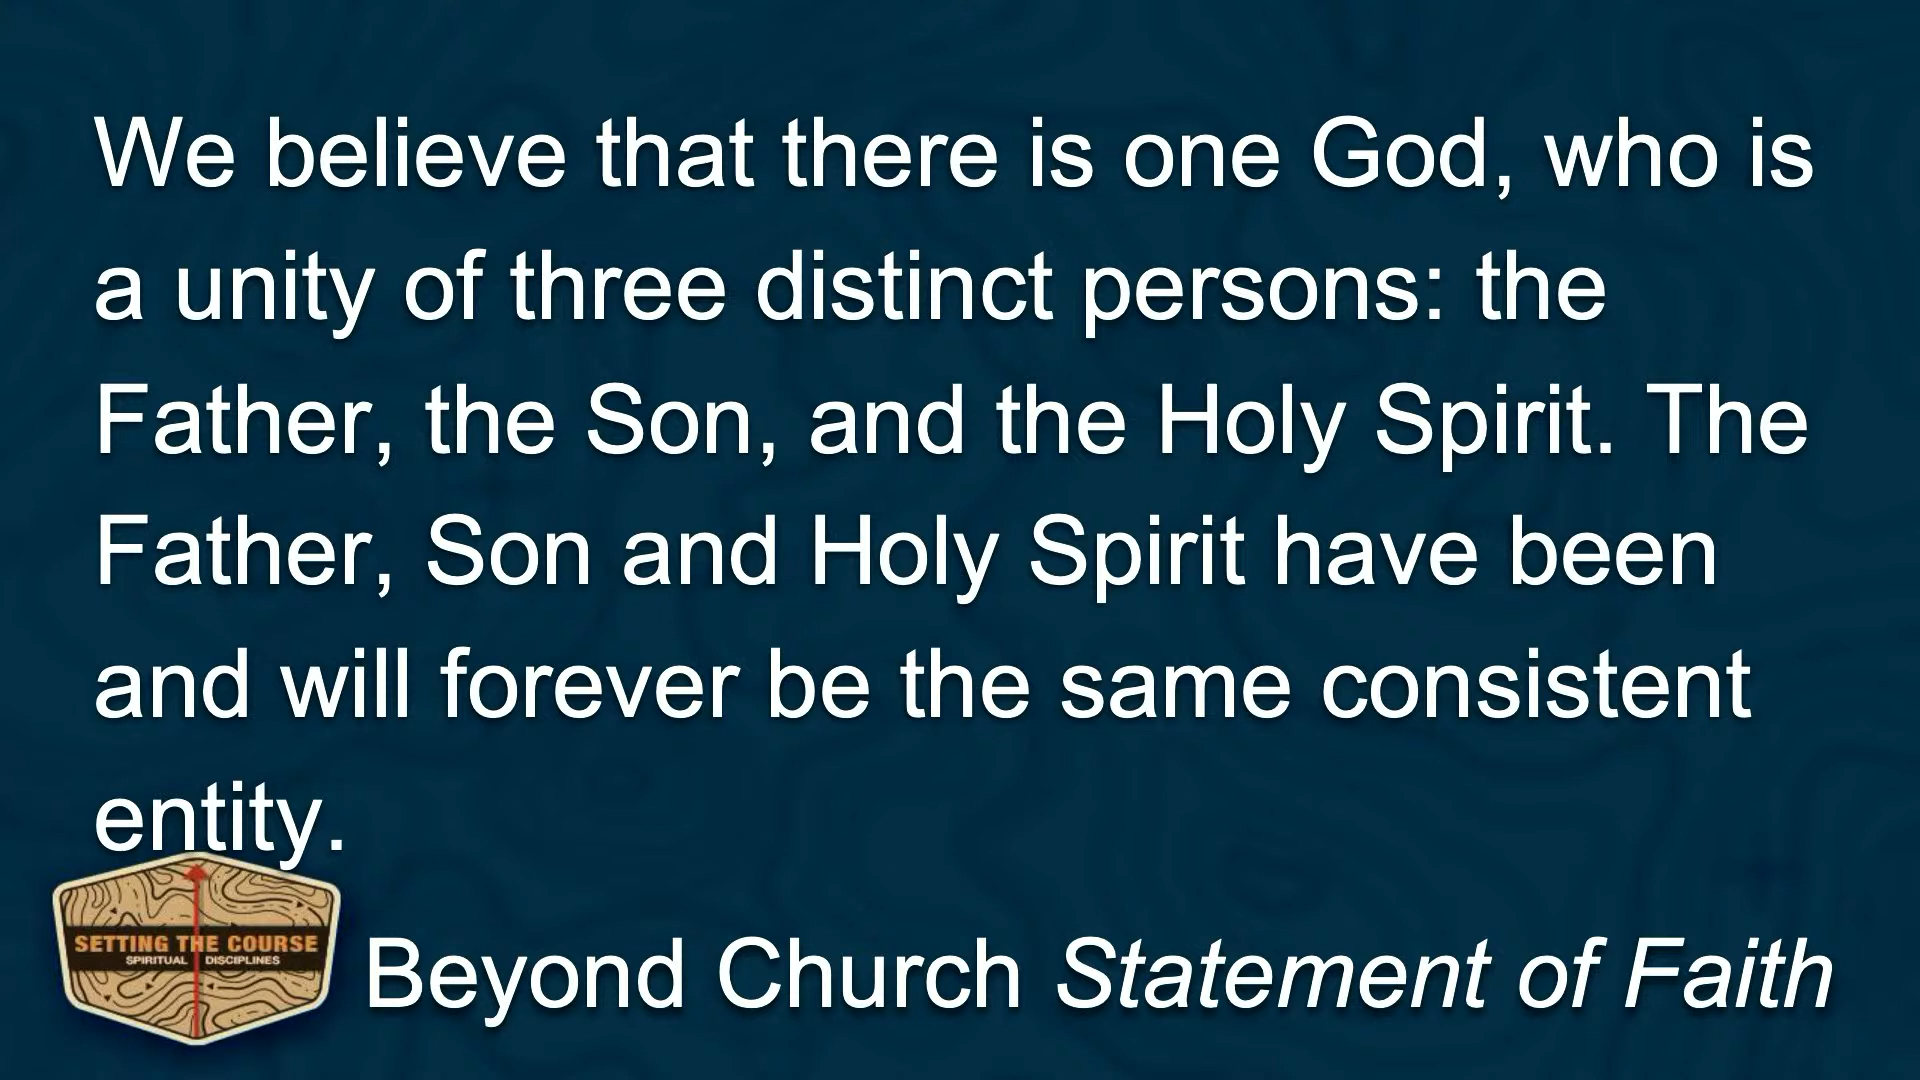 We believe that there is one God, who is
a unity of three distinct persons: the
Father, the Son, and the Holy Spirit. The
Father, Son and Holy Spirit have been
and will forever be the same consistent
entity.
SETTING THE COURSE
SPIRITUAL DISCIPLINES
Beyond Church Statement of Faith